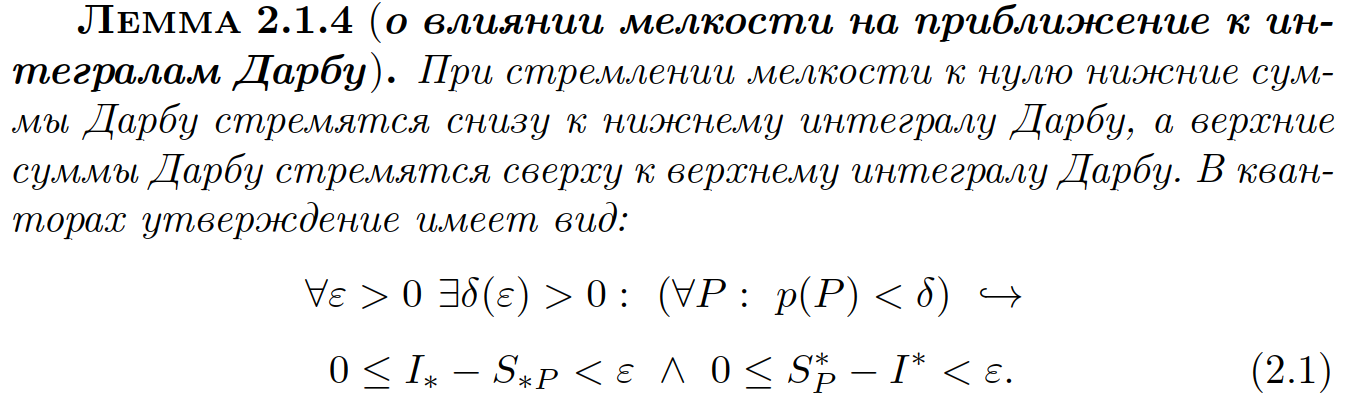 Лемма 2.1.4 (о влиянии мелкости на приближение к ин-
тегралам Дарбу). При стремлении мелкости к нулю нижние сум-
мы Дарбу стремятся снизу к нижнему интегралу Дарбу, а верхние
суммы Дарбу стремятся сверху к верхнему интегралу Дарбу. В кван-
торах утверждение имеет вид:
∀ε > 0 ∃δ(ε) > 0 : (∀P : p(P) < δ) ↪
0 ≤ I_* − S_{*P} < ε ∧ 0 ≤ S_P^* − I^* < ε. (2.1)